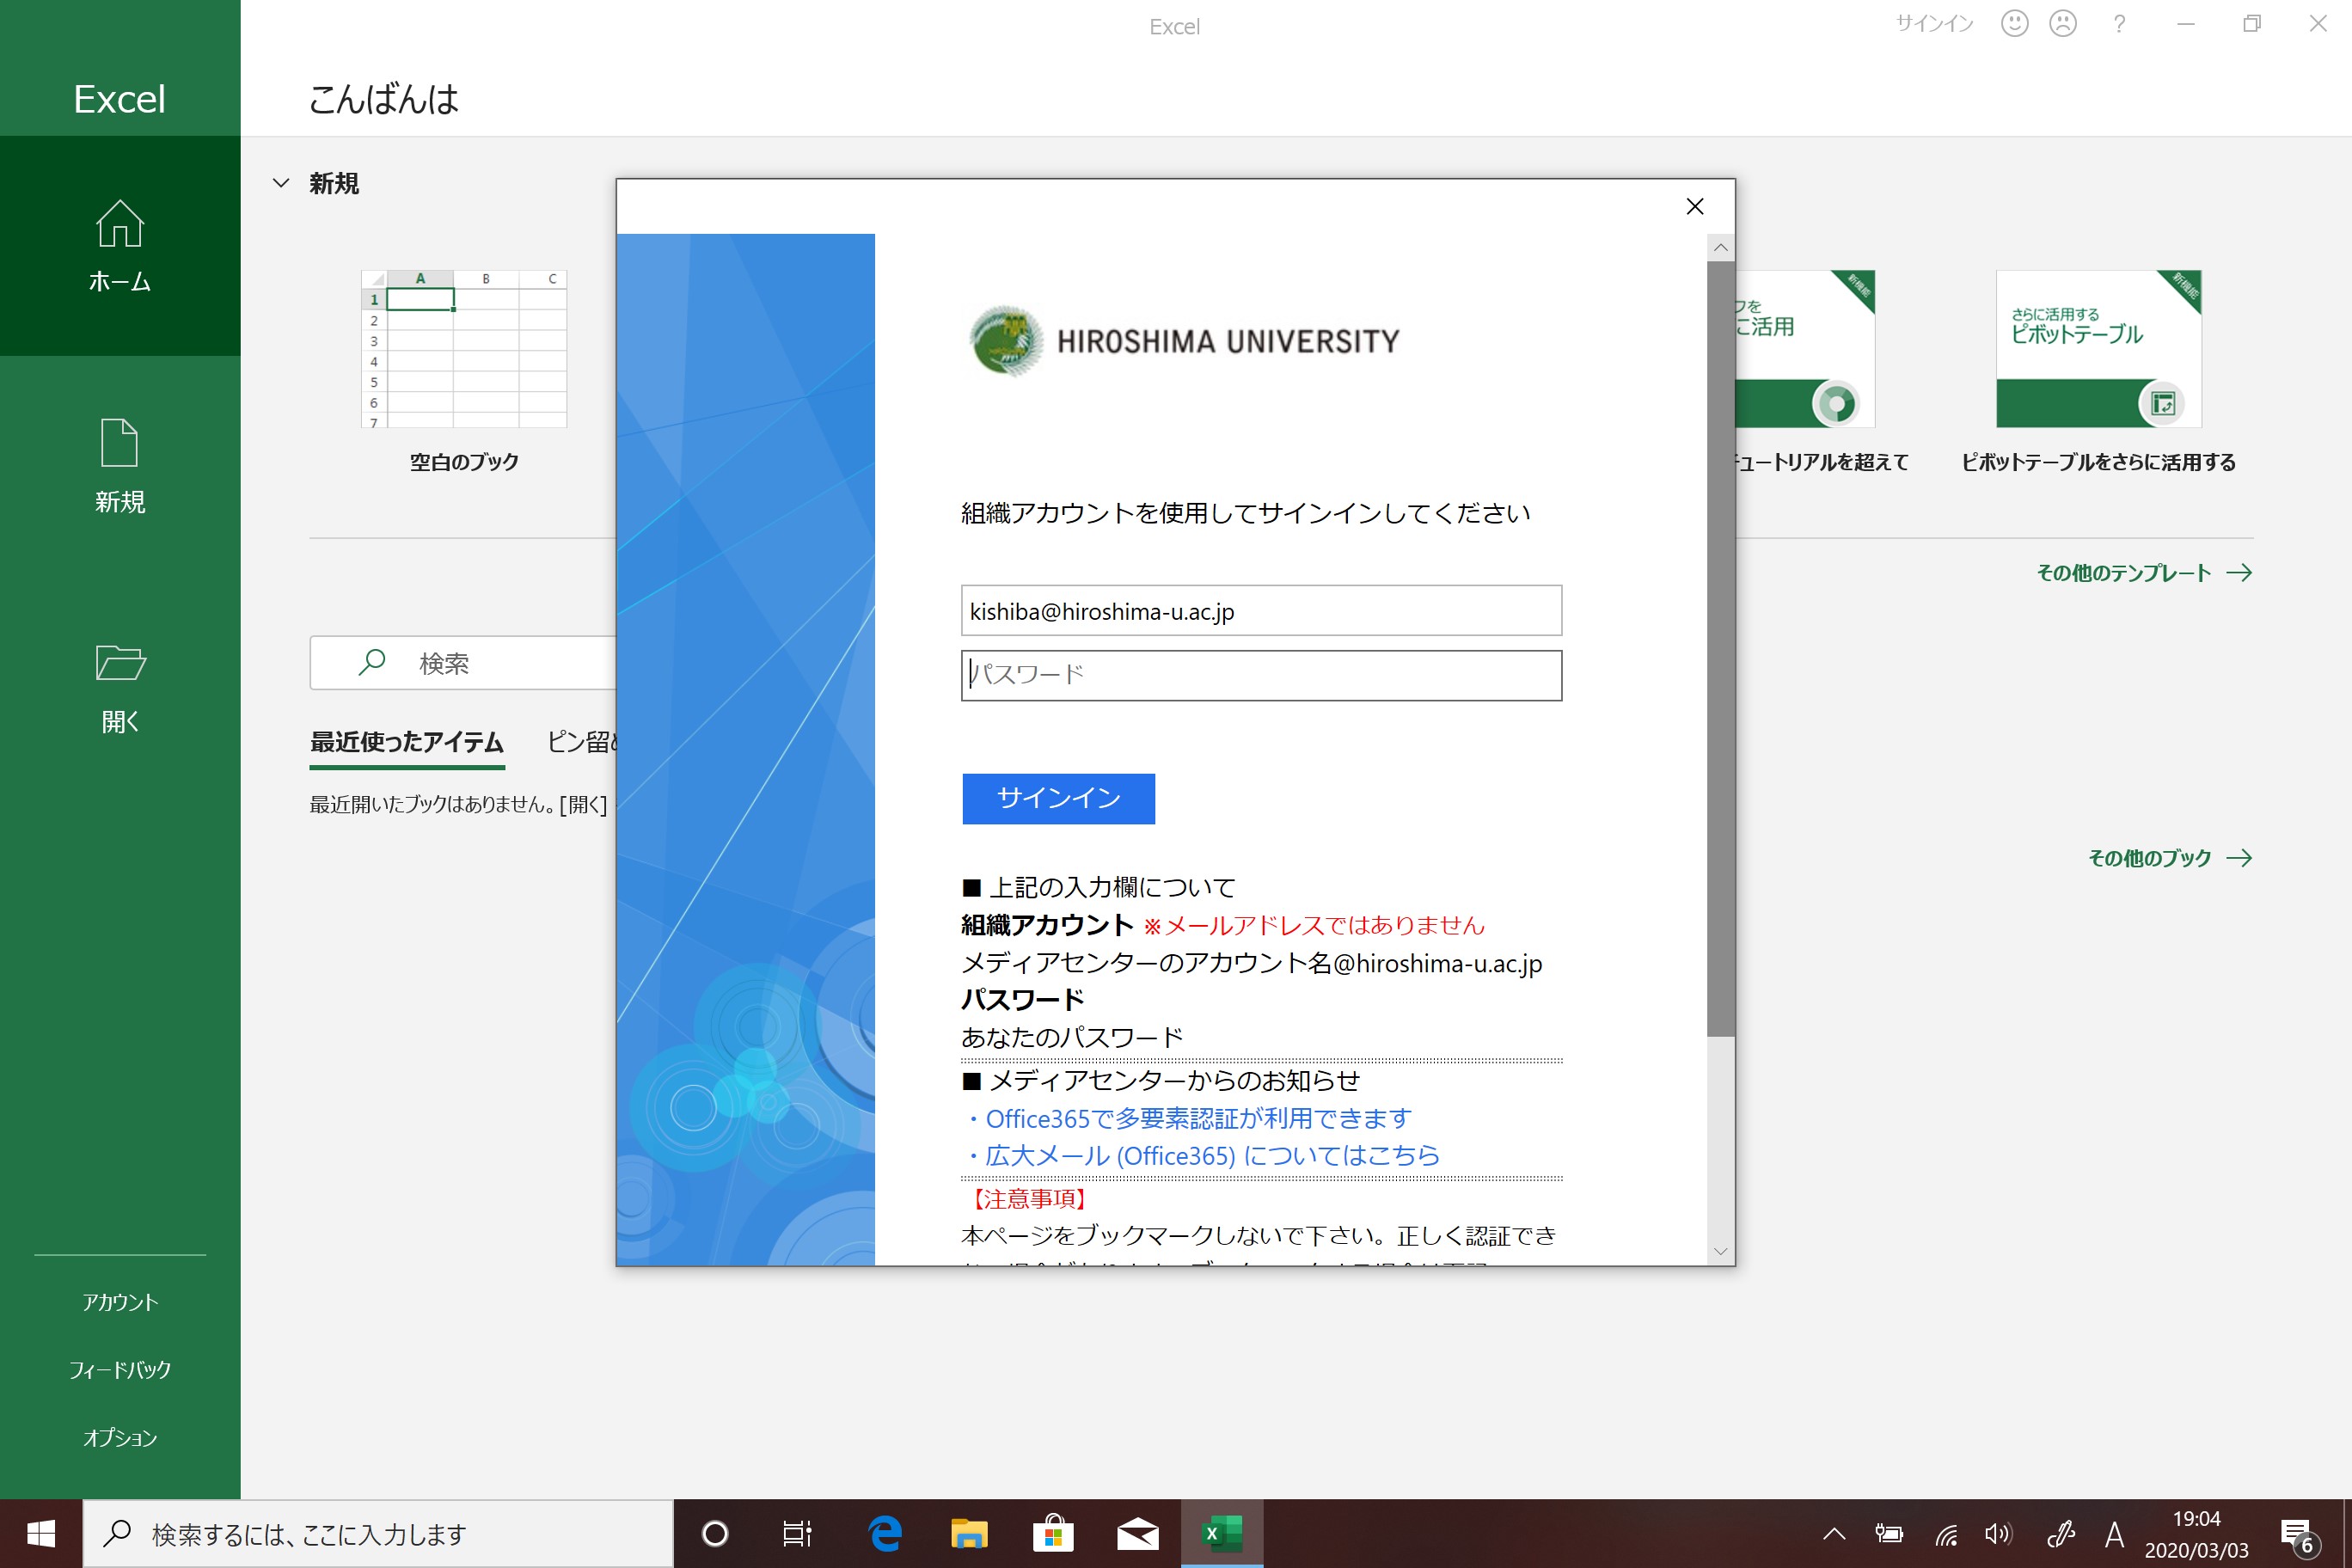 Excel
サインイン
?
Excel
こんばんは
ホーム
新規
開く
アカウント
フィードバック
オプション
新規
A B C
1
2
3
4
5
6
7
空白のブック
新機能
に活用
チュートリアルを超えて
新機能
さらに活用する
ピボットテーブル
ピボットテーブルをさらに活用する
その他のテンプレート
検索
最近使ったアイテム ピン留め
最近開いたブックはありません。[開く]
その他のブック
HIROSHIMA UNIVERSITY
組織アカウントを使用してサインインしてください
kishiba@hiroshima-u.ac.jp
パスワード
サインイン
■ 上記の入力欄について
組織アカウント ※メールアドレスではありません
メディアセンターのアカウント名@hiroshima-u.ac.jp
パスワード
あなたのパスワード
■ メディアセンターからのお知らせ
・Office365で多要素認証が利用できます
・広大メール (Office365) についてはこちら
【注意事項】
本ページをブックマークしないで下さい。正しく認証でき
検索するには、ここに入力します
A
19:04
2020/03/03
6